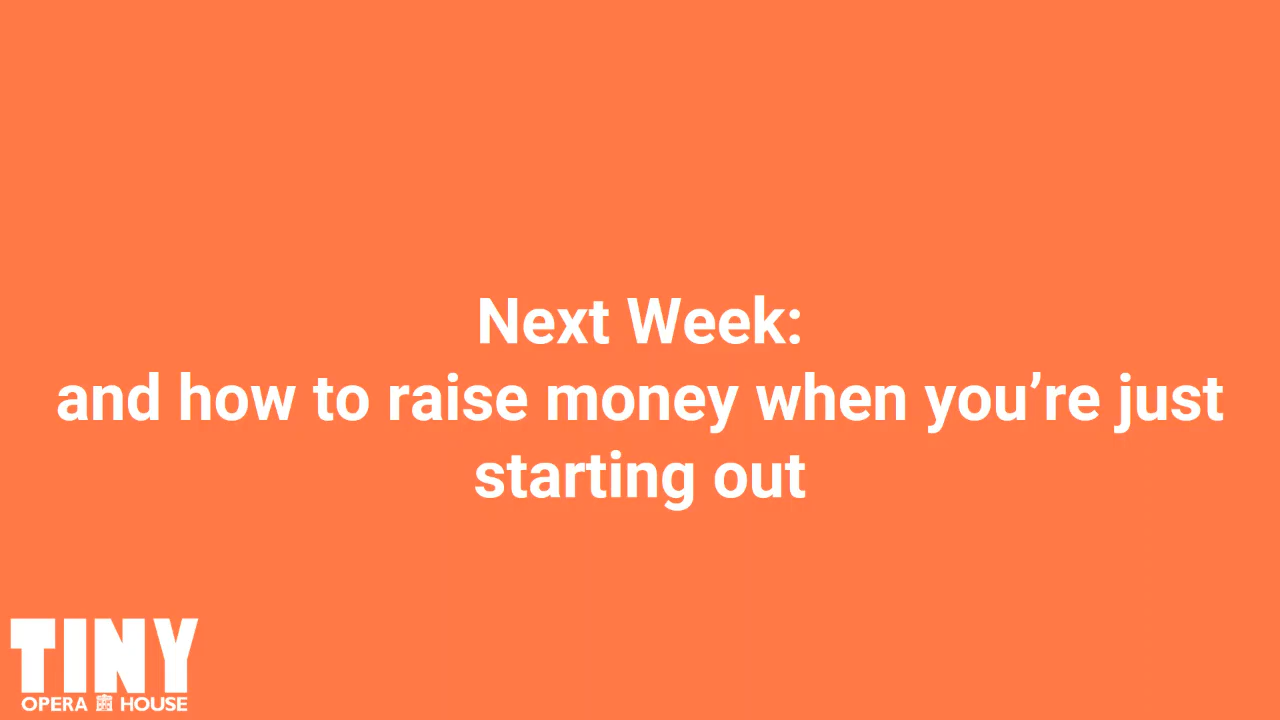 Next Week:
and how to raise money when you’re just
starting out
TINY
OPERA HOUSE